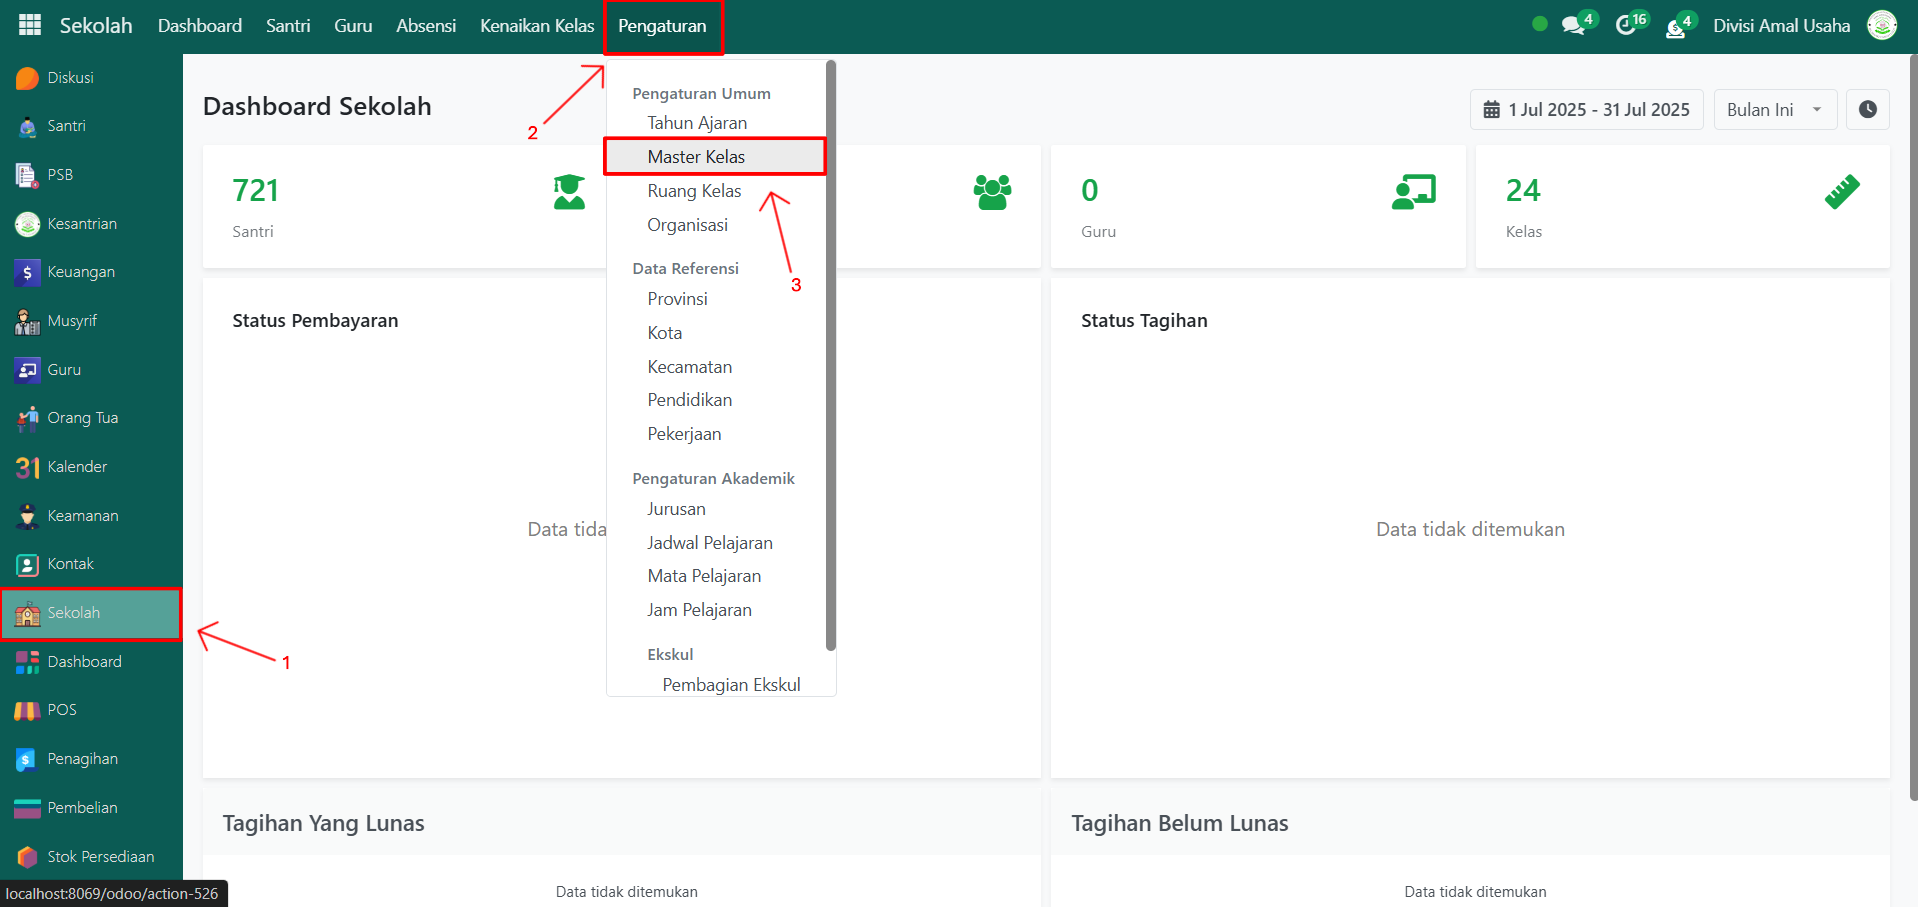 Sekolah Dashboard Santri Guru Absensi Kenaikan Kelas Pengaturan 4 16 4 Divisi Amal Usaha
Diskusi
Santri
PSB
Kesantrian
Keuangan
Musyrif
Guru
Orang Tua
31 Kalender
Keamanan
Kontak
Sekolah
Dashboard
POS
Penagihan
Pembelian
Stok Persediaan
localhost:8069/odoo/action-526
1
2
3
Pengaturan Umum
Tahun Ajaran
Master Kelas
Ruang Kelas
Organisasi
Data Referensi
Provinsi
Kota
Kecamatan
Pendidikan
Pekerjaan
Pengaturan Akademik
Jurusan
Jadwal Pelajaran
Mata Pelajaran
Jam Pelajaran
Ekskul
Pembagian Ekskul
Dashboard Sekolah
1 Jul 2025 - 31 Jul 2025 Bulan Ini
721
Santri
0
Guru
24
Kelas
Status Pembayaran
Data tida
Status Tagihan
Data tidak ditemukan
Tagihan Yang Lunas
Data tidak ditemukan
Tagihan Belum Lunas
Data tidak ditemukan